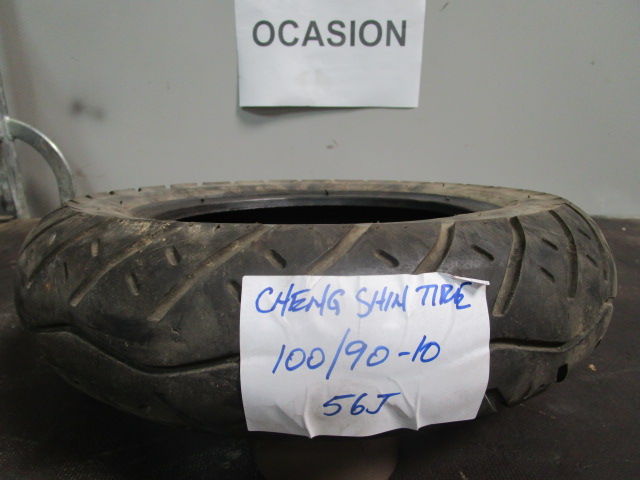 OCASION
CHENG SHIN TIRE
100/90-10
56J